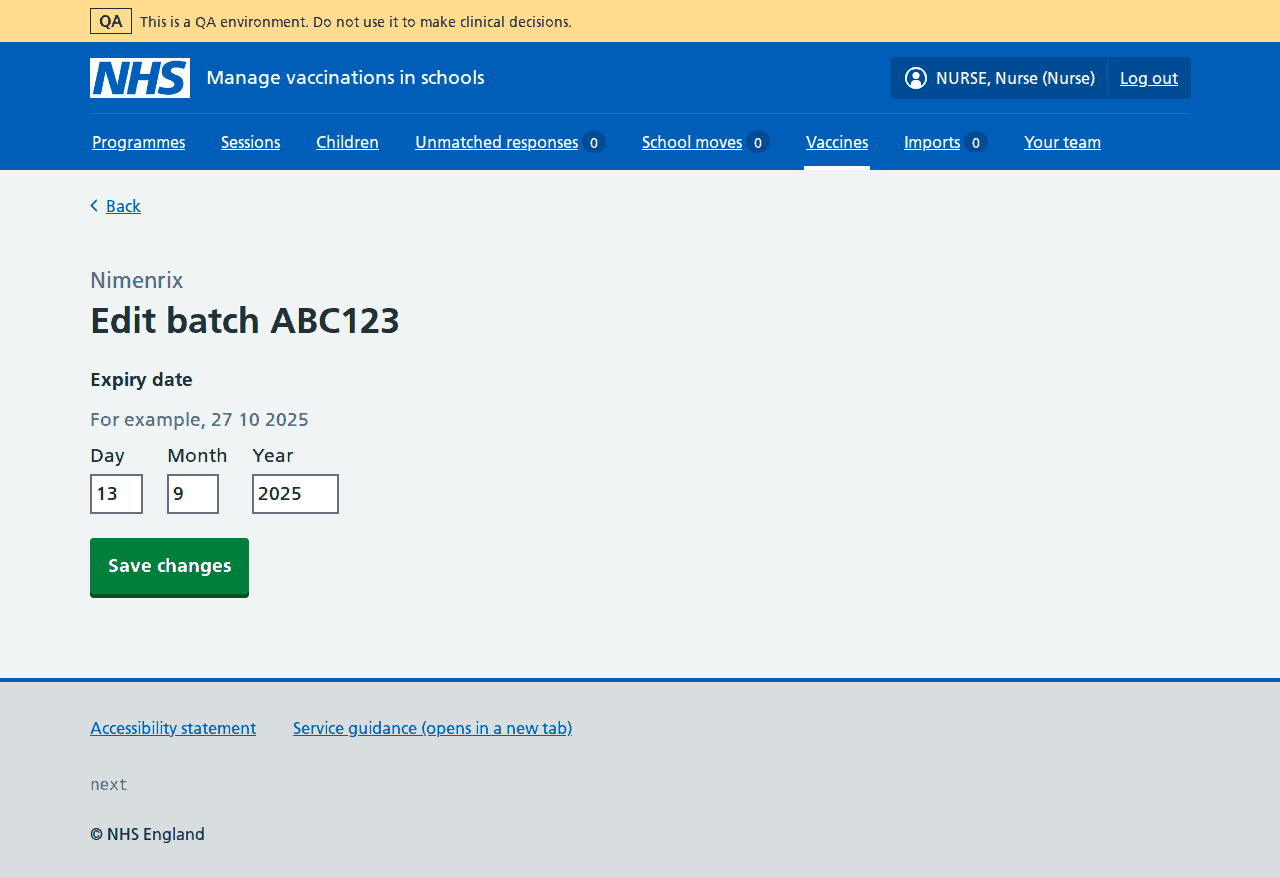 QA This is a QA environment. Do not use it to make clinical decisions.
NHS Manage vaccinations in schools NURSE, Nurse (Nurse) Log out
Programmes Sessions Children Unmatched responses 0 School moves 0 Vaccines Imports 0 Your team
Back
Nimenrix
Edit batch ABC123
Expiry date
For example, 27 10 2025
Day Month Year
13 9 2025
Save changes
Accessibility statement Service guidance (opens in a new tab)
next
© NHS England